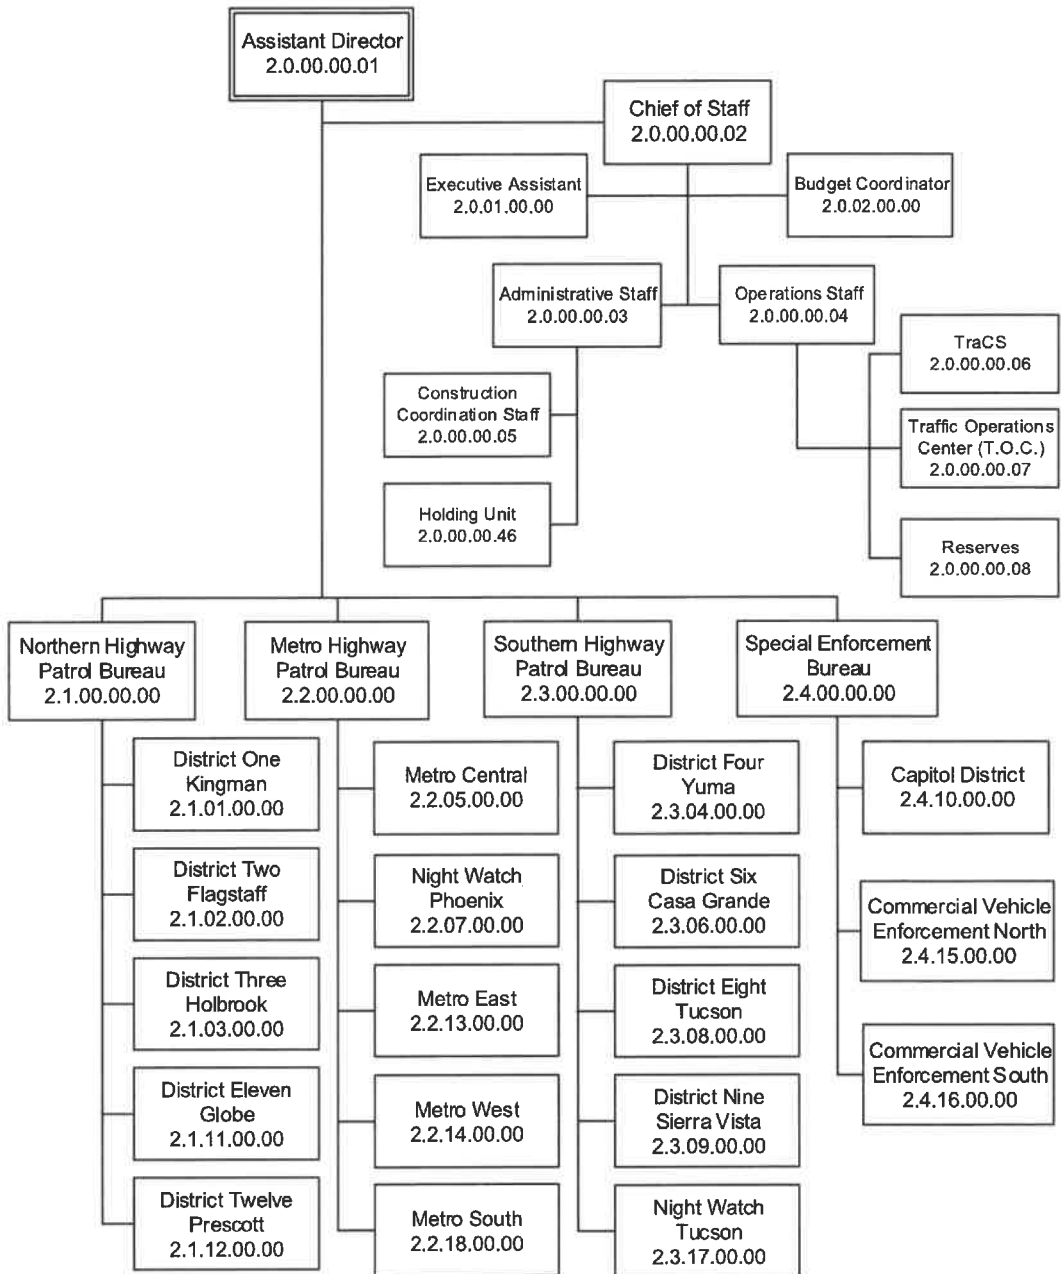 Assistant Director
2.0.00.00.01
Chief of Staff
2.0.00.00.02
Executive Assistant
2.0.01.00.00
Budget Coordinator
2.0.02.00.00
Administrative Staff
2.0.00.00.03
Operations Staff
2.0.00.00.04
TraCS
2.0.00.00.06
Construction
Coordination Staff
2.0.00.00.05
Traffic Operations
Center (T.O.C.)
2.0.00.00.07
Holding Unit
2.0.00.00.46
Reserves
2.0.00.00.08
Northern Highway
Patrol Bureau
2.1.00.00.00
District One
Kingman
2.1.01.00.00
District Two
Flagstaff
2.1.02.00.00
District Three
Holbrook
2.1.03.00.00
District Eleven
Globe
2.1.11.00.00
District Twelve
Prescott
2.1.12.00.00
Metro Highway
Patrol Bureau
2.2.00.00.00
Metro Central
2.2.05.00.00
Night Watch
Phoenix
2.2.07.00.00
Metro East
2.2.13.00.00
Metro West
2.2.14.00.00
Metro South
2.2.18.00.00
Southern Highway
Patrol Bureau
2.3.00.00.00
District Four
Yuma
2.3.04.00.00
District Six
Casa Grande
2.3.06.00.00
District Eight
Tucson
2.3.08.00.00
District Nine
Sierra Vista
2.3.09.00.00
Night Watch
Tucson
2.3.17.00.00
Special Enforcement
Bureau
2.4.00.00.00
Capitol District
2.4.10.00.00
Commercial Vehicle
Enforcement North
2.4.15.00.00
Commercial Vehicle
Enforcement South
2.4.16.00.00